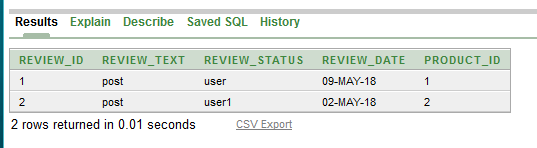 Results Explain Describe Saved SQL History
REVIEW_ID REVIEW_TEXT REVIEW_STATUS REVIEW_DATE PRODUCT_ID
1 post user 09-MAY-18 1
2 post user1 02-MAY-18 2
2 rows returned in 0.01 seconds CSV Export